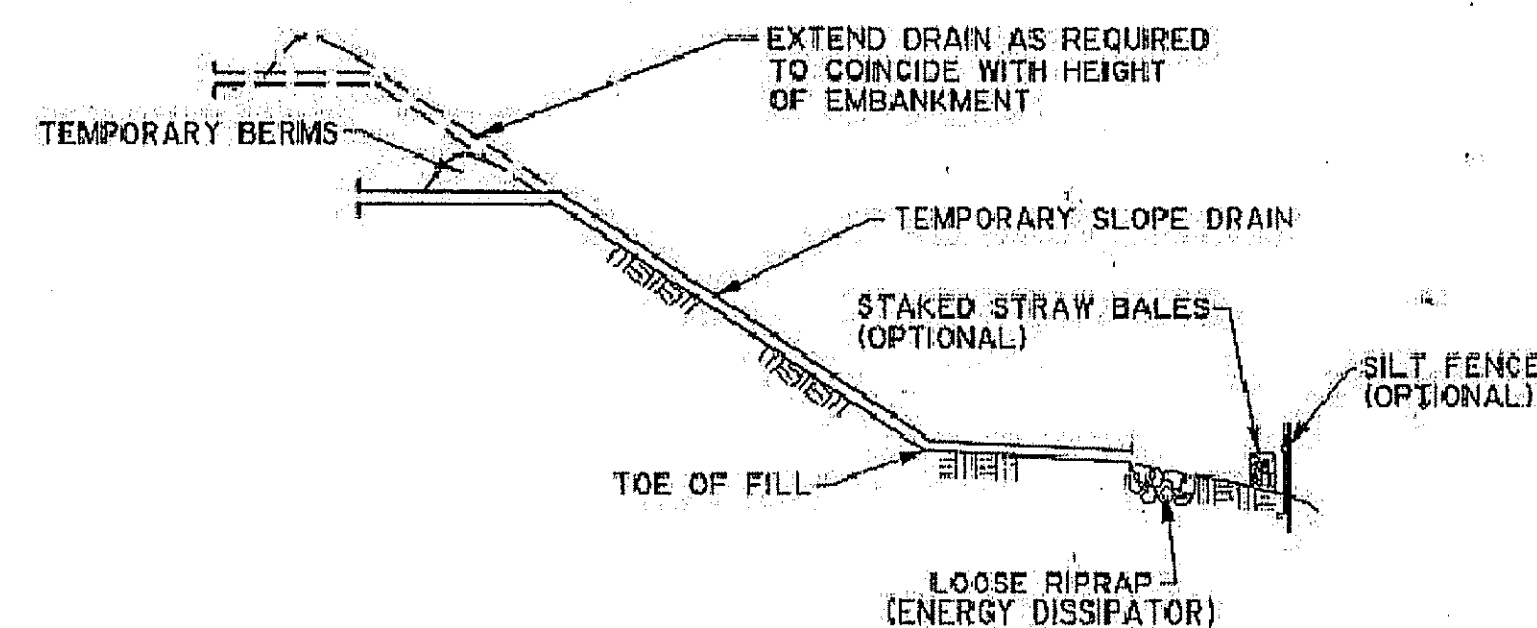 EXTEND DRAIN AS REQUIRED
TO COINCIDE WITH HEIGHT
OF EMBANKMENT
TEMPORARY BERMS
TEMPORARY SLOPE DRAIN
STAKED STRAW BALES
(OPTIONAL)
SILT FENCE
(OPTIONAL)
TOE OF FILL
LOOSE RIPRAP
(ENERGY DISSIPATOR)